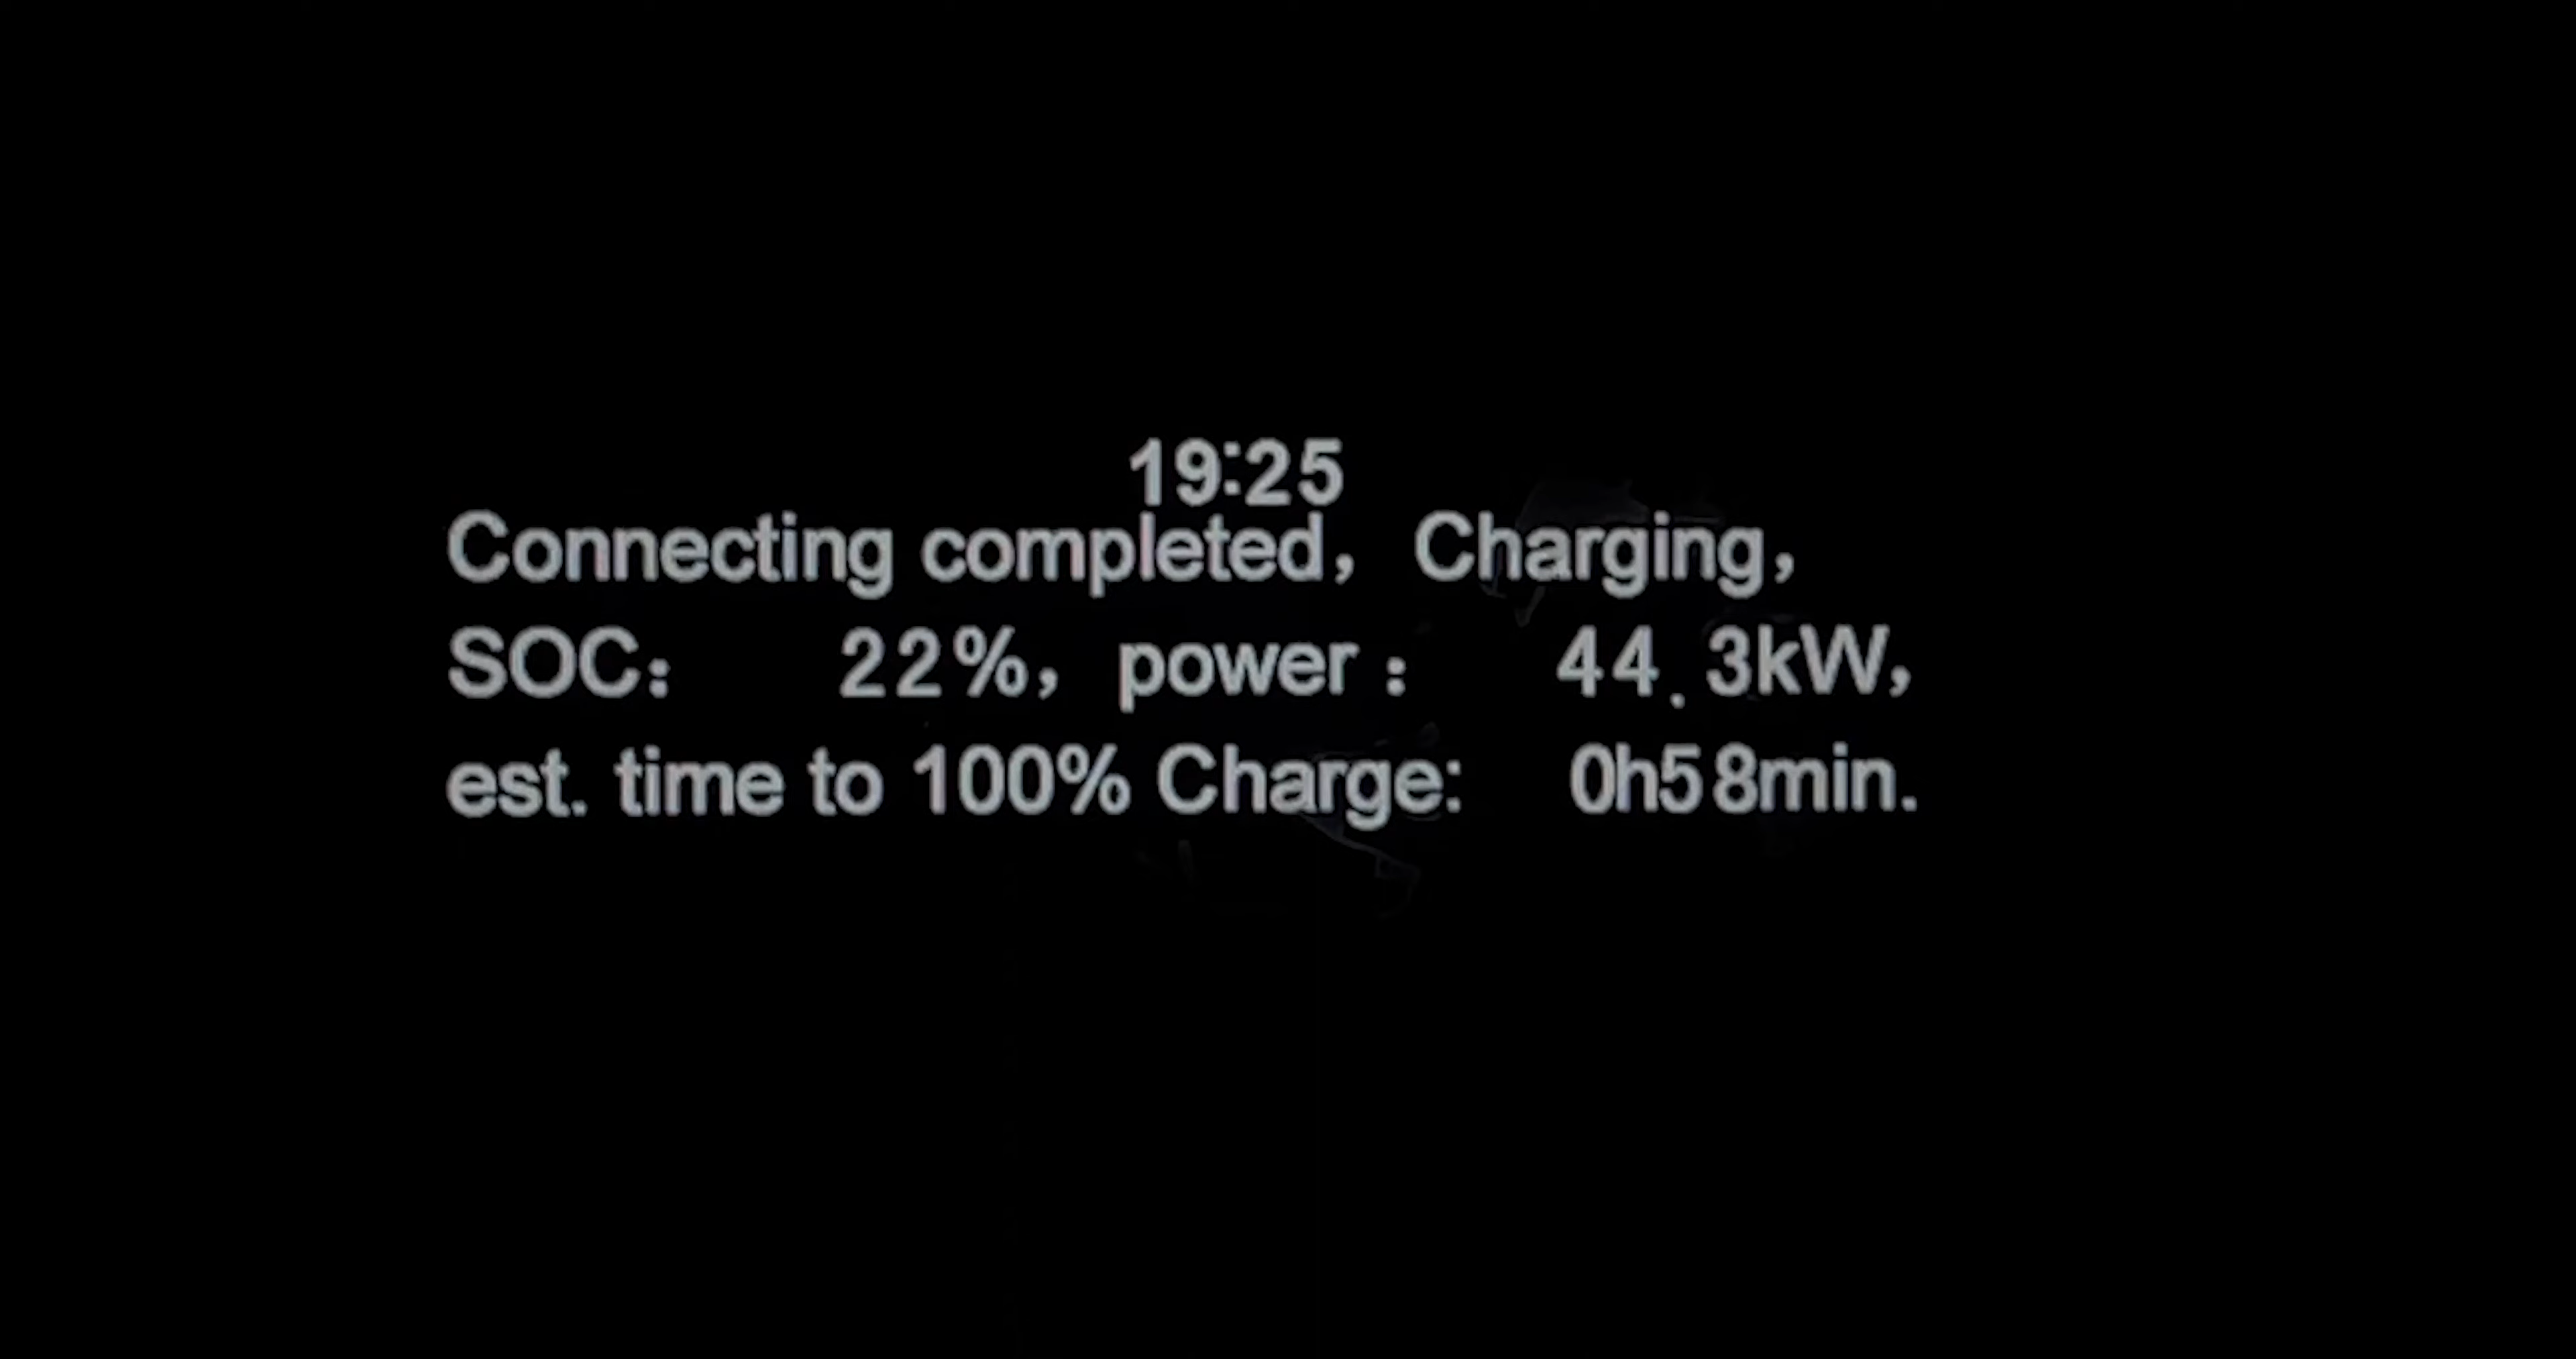 19:25
Connecting completed， Charging，
SOC： 22%，power： 44.3kW，
est. time to 100% Charge: 0h58min.